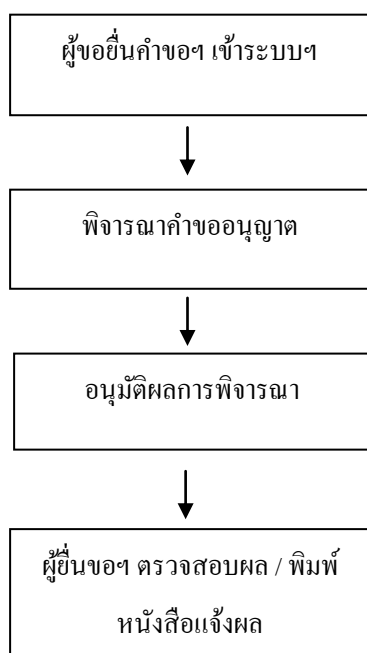 ผู้ขอยื่นคำขอฯ เข้าระบบฯ
พิจารณาคำขออนุญาต
อนุมัติผลการพิจารณา
ผู้ยื่นขอฯ ตรวจสอบผล / พิมพ์
หนังสือแจ้งผล